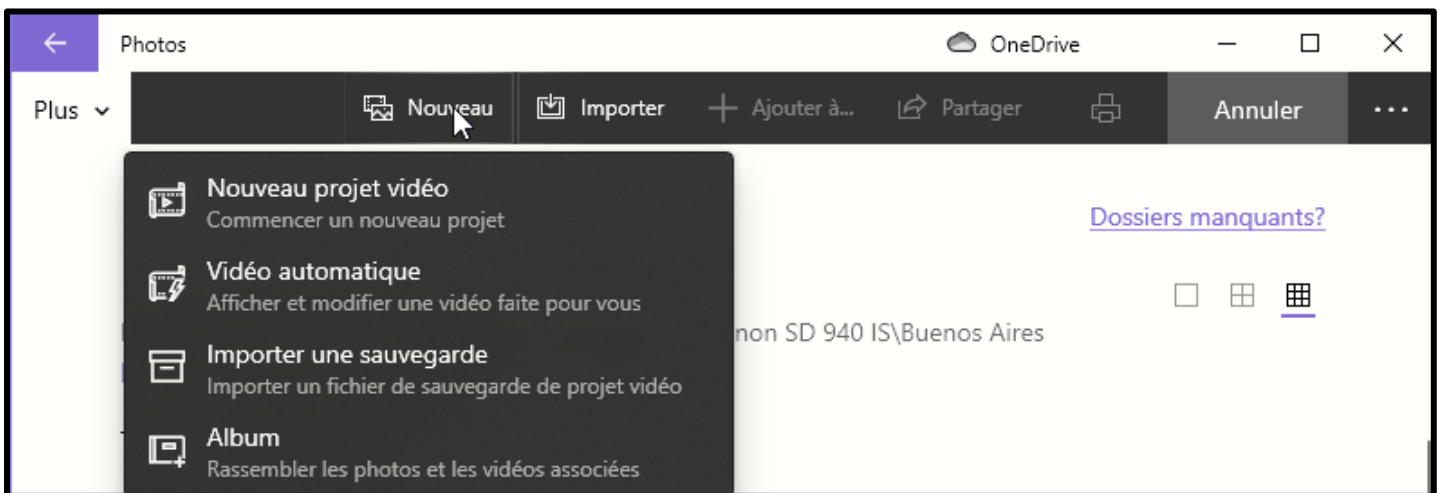 Photos
OneDrive
Plus
Nouveau
Importer
Ajouter à...
Partager
Annuler
Nouveau projet vidéo
Commencer un nouveau projet
Dossiers manquants?
Vidéo automatique
Afficher et modifier une vidéo faite pour vous
non SD 940 IS\Buenos Aires
Importer une sauvegarde
Importer un fichier de sauvegarde de projet vidéo
Album
Rassembler les photos et les vidéos associées